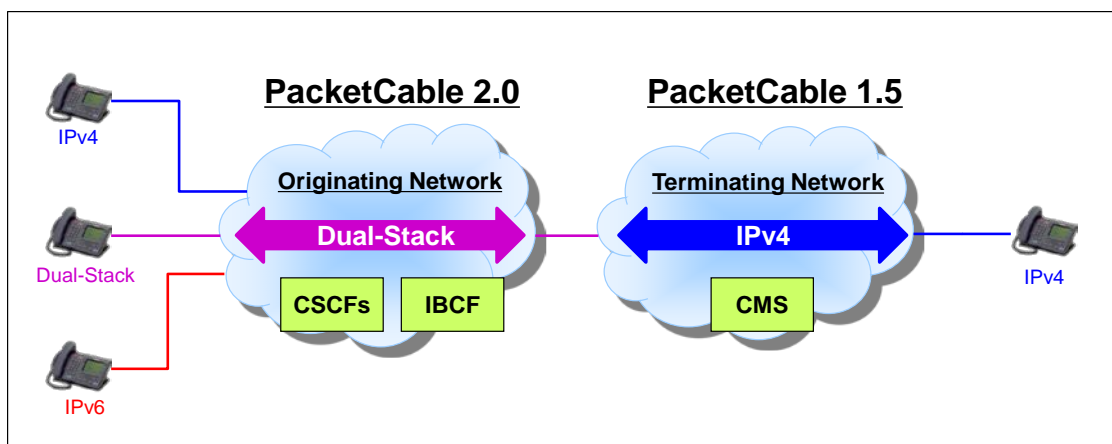 PacketCable 2.0
PacketCable 1.5
IPv4
Originating Network
Terminating Network
Dual-Stack
IPv4
Dual-Stack
IPv4
CSCFs
IBCF
CMS
IPv6